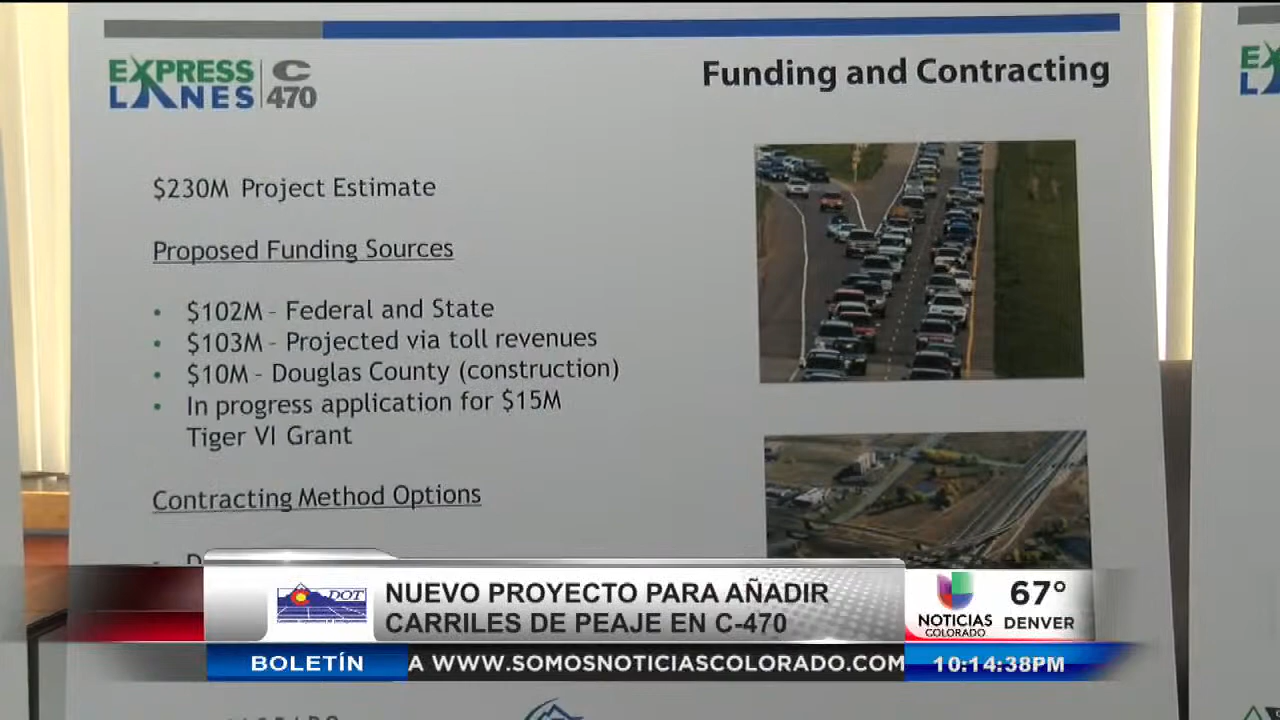 EXPRESS LANES C 470
Funding and Contracting
$230M Project Estimate
Proposed Funding Sources
• $102M – Federal and State
• $103M – Projected via toll revenues
• $10M – Douglas County (construction)
• In progress application for $15M
Tiger VI Grant
Contracting Method Options
DOT
NUEVO PROYECTO PARA AÑADIR
CARRILES DE PEAJE EN C-470
NOTICIAS
COLORADO
67°
DENVER
BOLETÍN
A WWW.SOMOSNOTICIASCOLORADO.COM
10:14:38PM